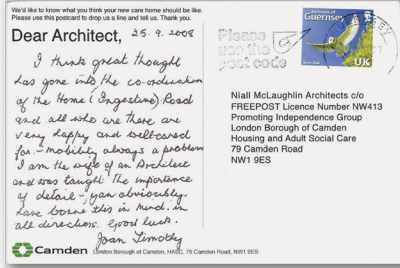 We'd like to know what you think your new care home should be like.
Please use this postcard to drop us a line and tell us. Thank you.
Dear Architect, 25.9.2008
I think great thought
has gone into the co-ordination
of the Home (Ingestre) Road
and all who are there are
very happy and well-cared
for - mobility always a problem
I am the wife of an Architect
and was taught the importance
of detail - you obviously
have borne this in mind in
all direction. Good luck.
Joan Timothy
Camden
London Borough of Camden, HASC, 79 Camden Road, NW1 9ES
Please
use the
post code
Guernsey
UK
Niall McLaughlin Architects c/o
FREEPOST Licence Number NW413
Promoting Independence Group
London Borough of Camden
Housing and Adult Social Care
79 Camden Road
NW1 9ES